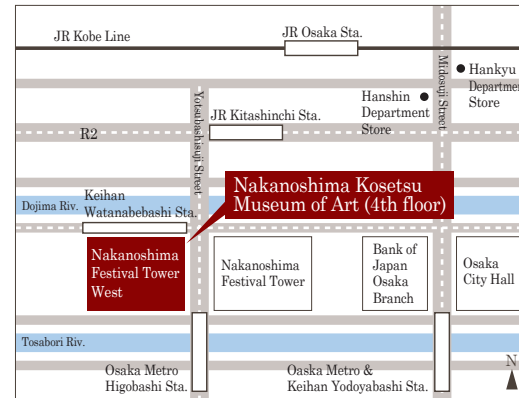 JR Osaka Sta.
JR Kobe Line
Midosuji Street
Hankyu
Department
Store
Hanshin
Department
Store
Yotsubashisuji Street
JR Kitashinchi Sta.
R2
Nakanoshima Kosetsu
Museum of Art (4th floor)
Keihan
Watanabebashi Sta.
Dojima Riv.
Nakanoshima
Festival Tower
West
Nakanoshima
Festival Tower
Bank of
Japan
Osaka
Branch
Osaka
City Hall
Tosabori Riv.
Osaka Metro
Higobashi Sta.
Oaska Metro &
Keihan Yodoyabashi Sta.
N